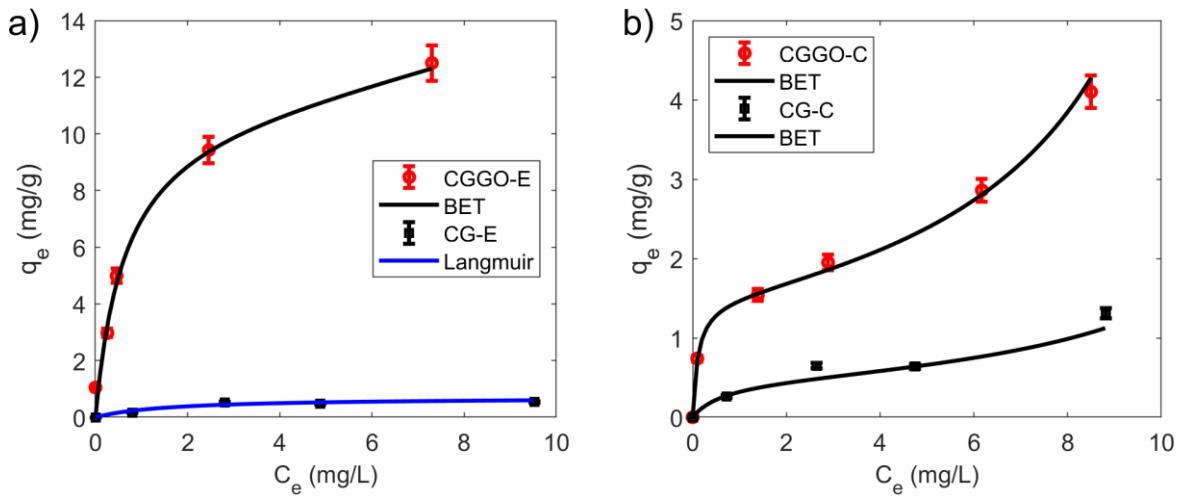 a)
14
12
10
8
6
4
2
0
q_e (mg/g)
CGGO-E
BET
CG-E
Langmuir
0 2 4 6 8 10
C_e (mg/L)
b)
5
4
3
2
1
0
q_e (mg/g)
CGGO-C
BET
CG-C
BET
0 2 4 6 8 10
C_e (mg/L)